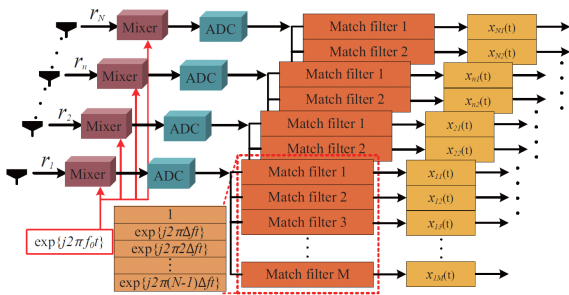 r_N Mixer ADC Match filter 1 x_{N1}(t)
Match filter 2 x_{N2}(t)
r_n Mixer ADC Match filter 1 x_{n1}(t)
Match filter 2 x_{n2}(t)
r_2 Mixer ADC Match filter 1 x_{21}(t)
Match filter 2 x_{22}(t)
r_1 Mixer ADC Match filter 1 x_{11}(t)
Match filter 2 x_{12}(t)
Match filter 3 x_{13}(t)
Match filter M x_{1M}(t)
exp{j2πf_0t}
1
exp{j2πΔft}
exp{j2π2Δft}
exp{j2π(N-1)Δft}